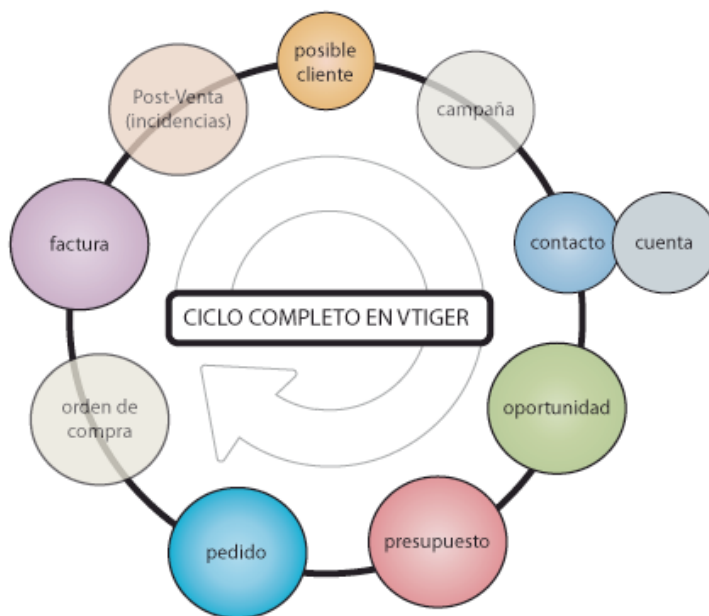 posible
cliente
campaña
contacto
cuenta
oportunidad
presupuesto
pedido
orden de
compra
factura
Post-Venta
(incidencias)
CICLO COMPLETO EN VTIGER